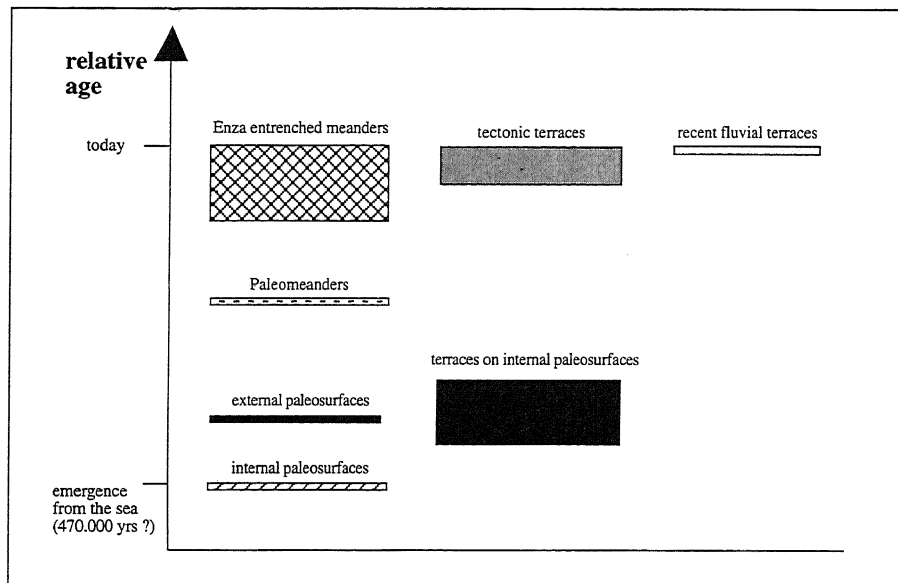 relative
age
Enza entrenched meanders
tectonic terraces
recent fluvial terraces
today
Paleomeanders
terraces on internal paleosurfaces
external paleosurfaces
internal paleosurfaces
emergence
from the sea
(470.000 yrs ?)